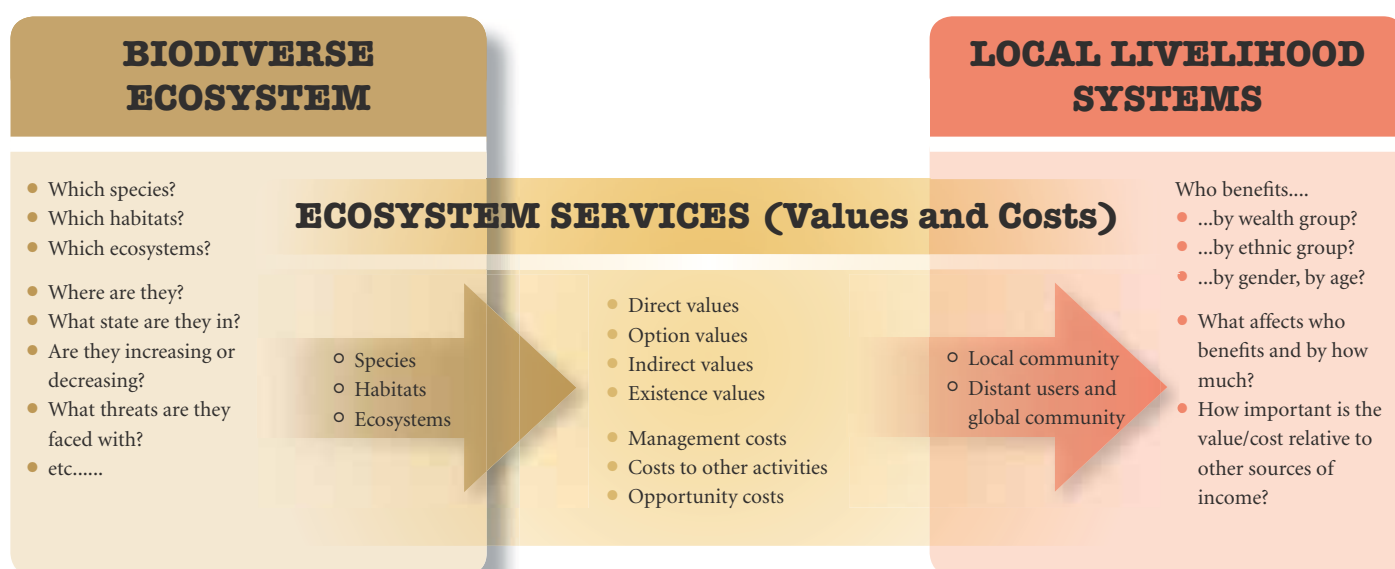 BIODIVERSE
ECOSYSTEM
• Which species?
• Which habitats?
• Which ecosystems?
• Where are they?
• What state are they in?
• Are they increasing or
decreasing?
• What threats are they
faced with?
• etc......
ECOSYSTEM SERVICES (Values and Costs)
○ Species
○ Habitats
○ Ecosystems
• Direct values
• Option values
• Indirect values
• Existence values
• Management costs
• Costs to other activities
• Opportunity costs
○ Local community
○ Distant users and
global community
LOCAL LIVELIHOOD
SYSTEMS
Who benefits....
• ...by wealth group?
• ...by ethnic group?
• ...by gender, by age?
• What affects who
benefits and by how
much?
• How important is the
value/cost relative to
other sources of
income?